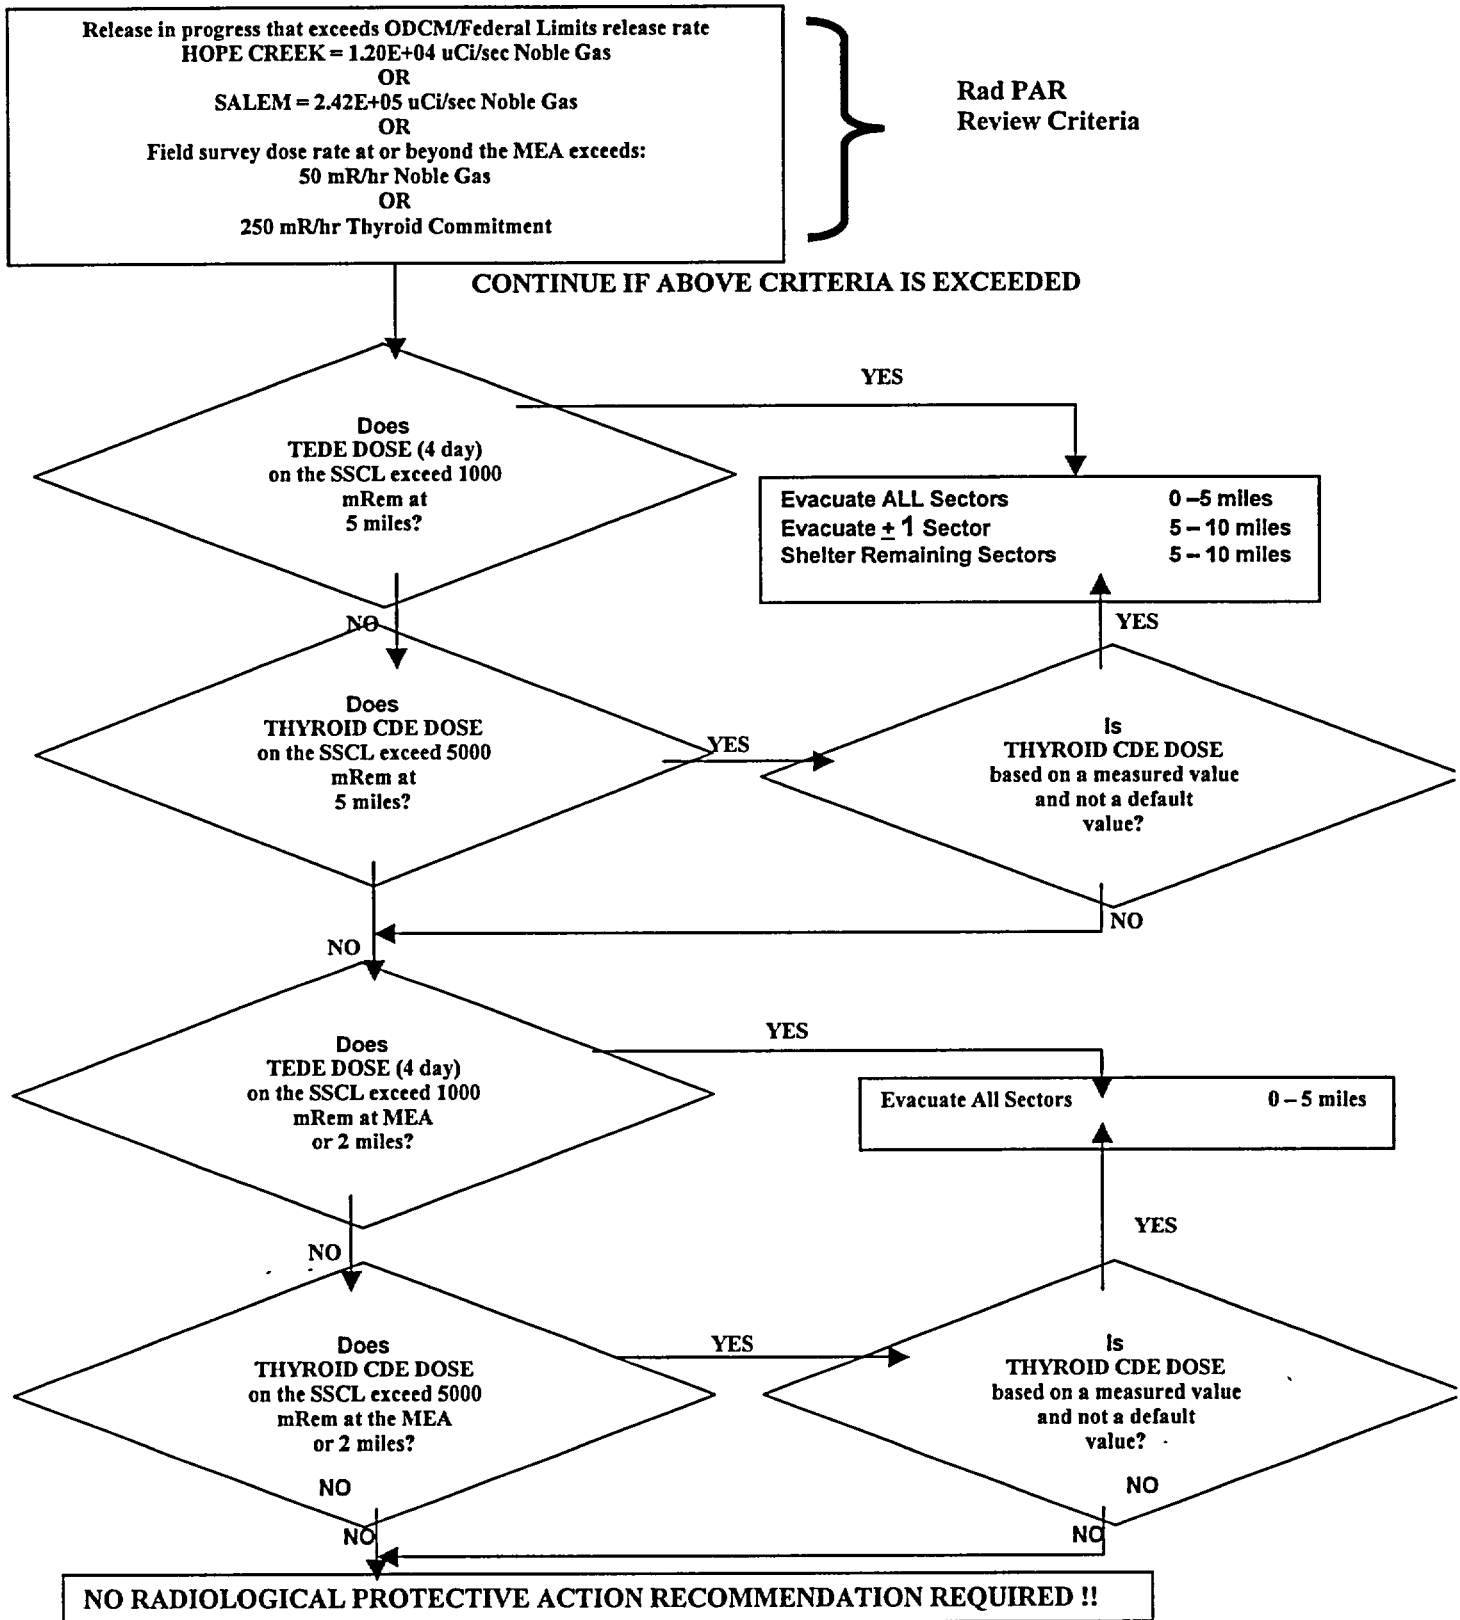 Release in progress that exceeds ODCM/Federal Limits release rate
HOPE CREEK = 1.20E+04 uCi/sec Noble Gas
OR
SALEM = 2.42E+05 uCi/sec Noble Gas
OR
Field survey dose rate at or beyond the MEA exceeds:
50 mR/hr Noble Gas
OR
250 mR/hr Thyroid Commitment
Rad PAR
Review Criteria
CONTINUE IF ABOVE CRITERIA IS EXCEEDED
YES
Does
TEDE DOSE (4 day)
on the SSCL exceed 1000
mRem at
5 miles?
Evacuate ALL Sectors 0 – 5 miles
Evacuate ± 1 Sector 5 – 10 miles
Shelter Remaining Sectors 5 – 10 miles
NO
YES
Does
THYROID CDE DOSE
on the SSCL exceed 5000
mRem at
5 miles?
YES
Is
THYROID CDE DOSE
based on a measured value
and not a default
value?
NO
NO
YES
Does
TEDE DOSE (4 day)
on the SSCL exceed 1000
mRem at MEA
or 2 miles?
Evacuate All Sectors 0 – 5 miles
YES
NO
Does
THYROID CDE DOSE
on the SSCL exceed 5000
mRem at the MEA
or 2 miles?
NO
YES
Is
THYROID CDE DOSE
based on a measured value
and not a default
value?
NO
NO
NO
NO RADIOLOGICAL PROTECTIVE ACTION RECOMMENDATION REQUIRED !!